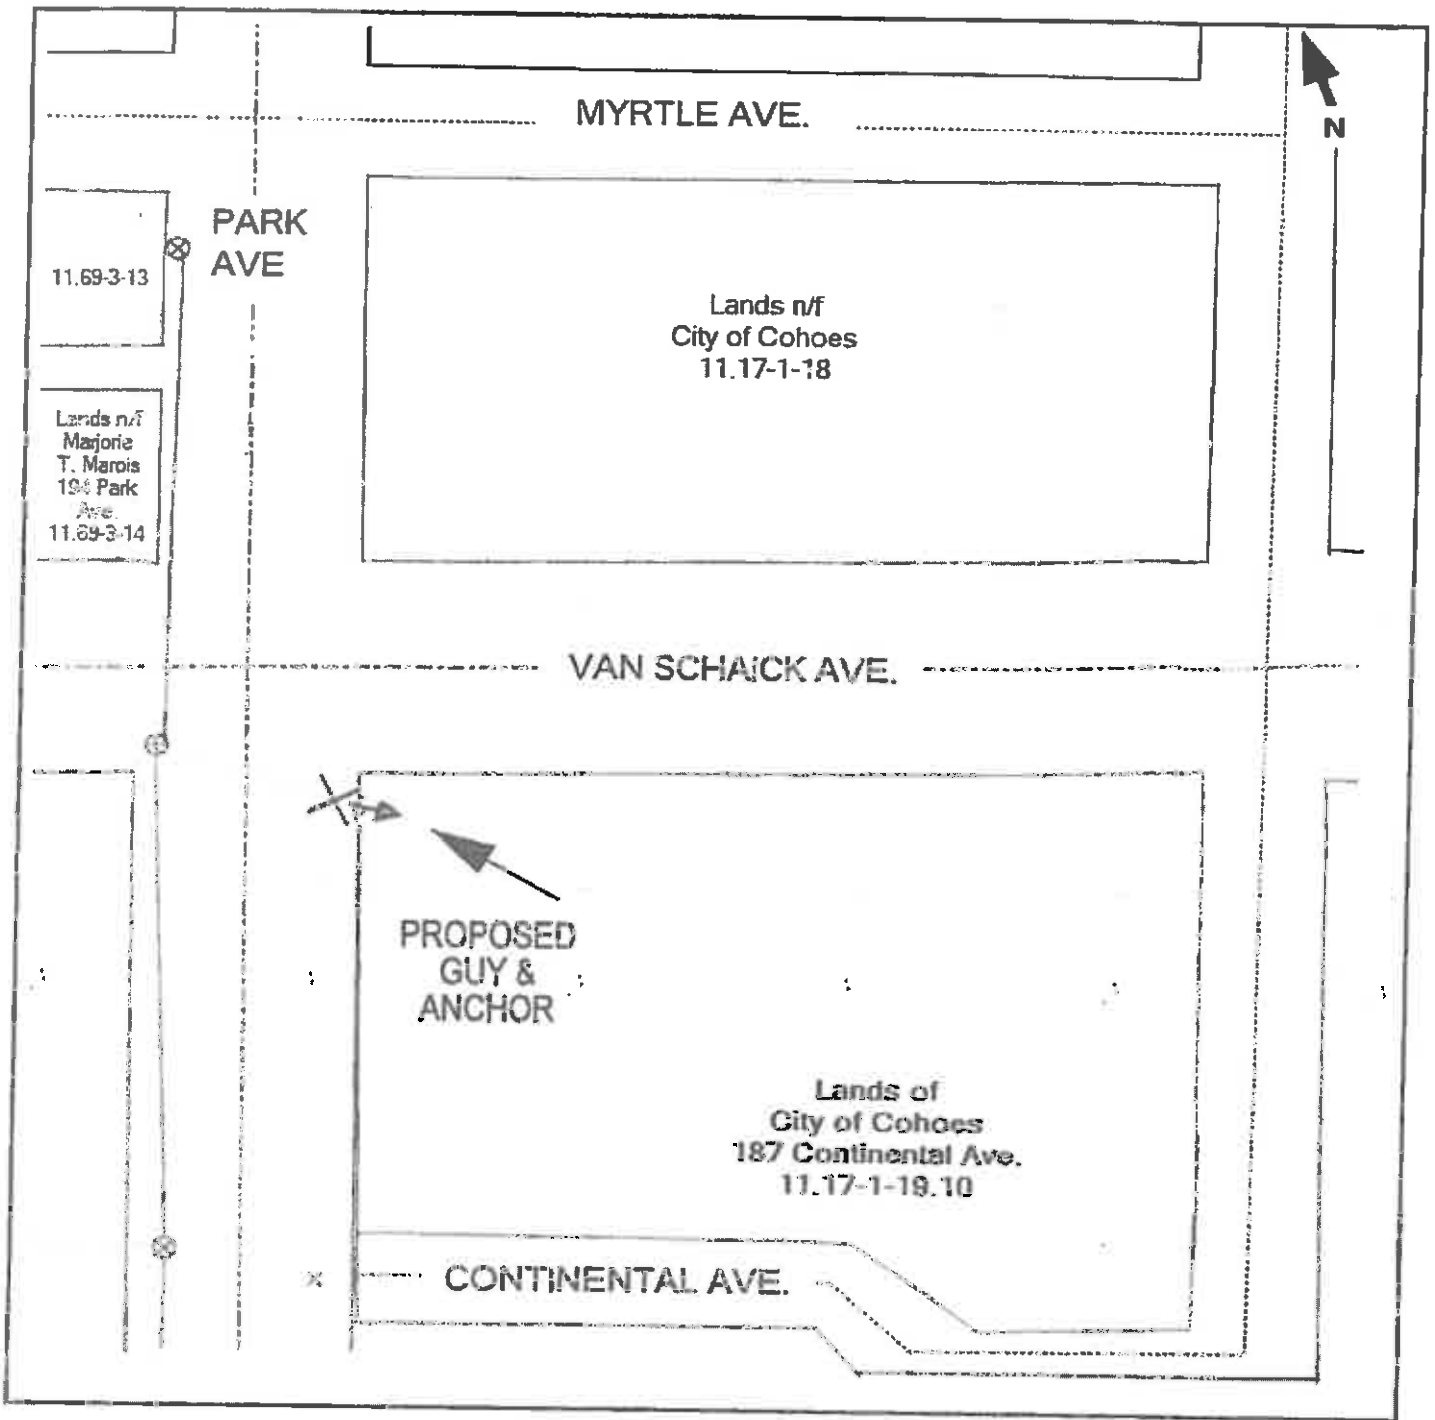 MYRTLE AVE.
N
PARK
AVE
11.69-3-13
Lands n/f
City of Cohoes
11.17-1-18
Lands n/f
Marjorie
T. Marois
194 Park
Ave.
11.69-3-14
VAN SCHAICK AVE.
PROPOSED
GUY &
ANCHOR
Lands of
City of Cohoes
187 Continental Ave.
11.17-1-19.10
CONTINENTAL AVE.